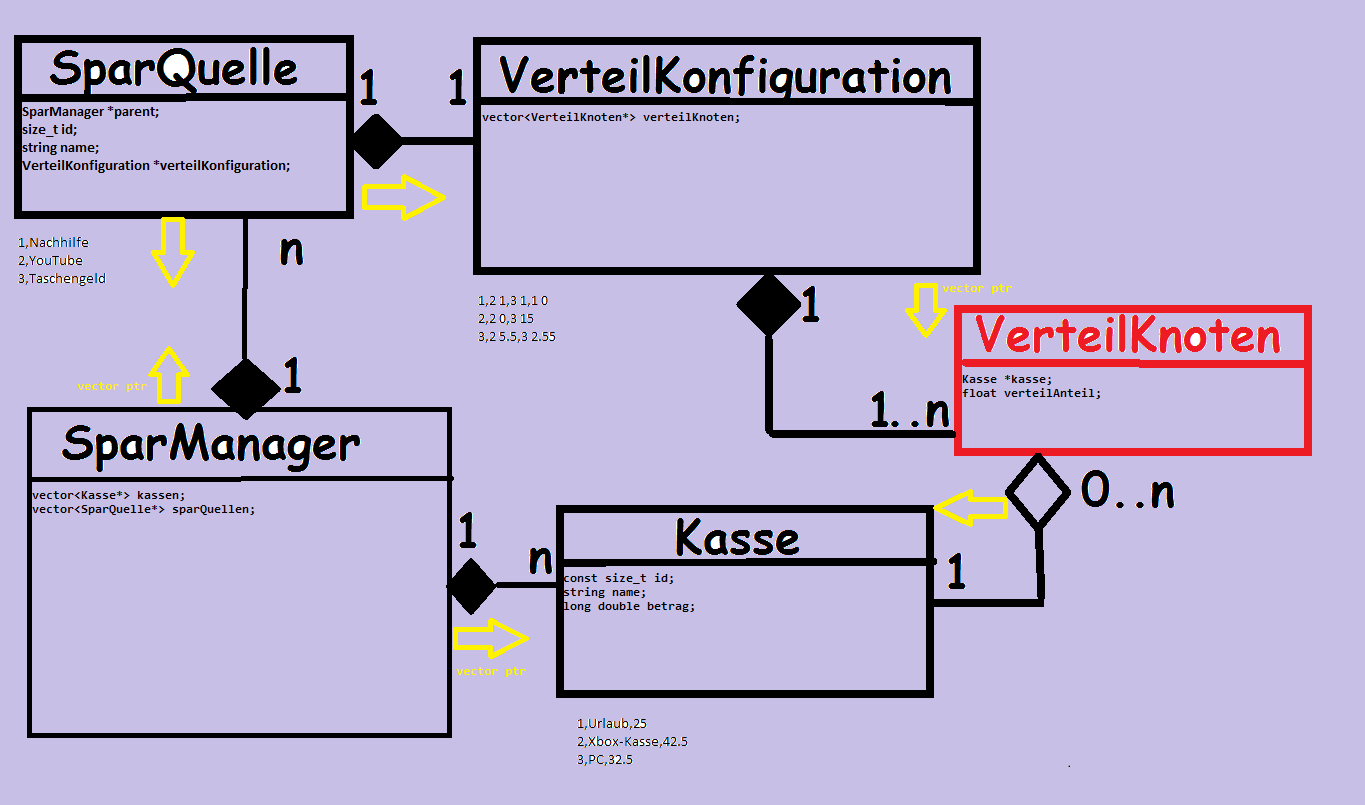 SparQuelle
SparManager *parent;
size_t id;
string name;
VerteilKonfiguration *verteilKonfiguration;
1
1
VerteilKonfiguration
vector<VerteilKnoten*> verteilKnoten;
1,Nachhilfe
2,YouTube
3,Taschengeld
n
1,2 1,3 1,1 0
2,2 0,3 15
3,2 5.5,3 2.55
1
vector ptr
VerteilKnoten
Kasse *kasse;
float verteilAnteil;
1..n
vector ptr
1
SparManager
vector<Kasse*> kassen;
vector<SparQuelle*> sparQuellen;
1
n
vector ptr
Kasse
const size_t id;
string name;
long double betrag;
0..n
1
1,Urlaub,25
2,Xbox-Kasse,42.5
3,PC,32.5
.